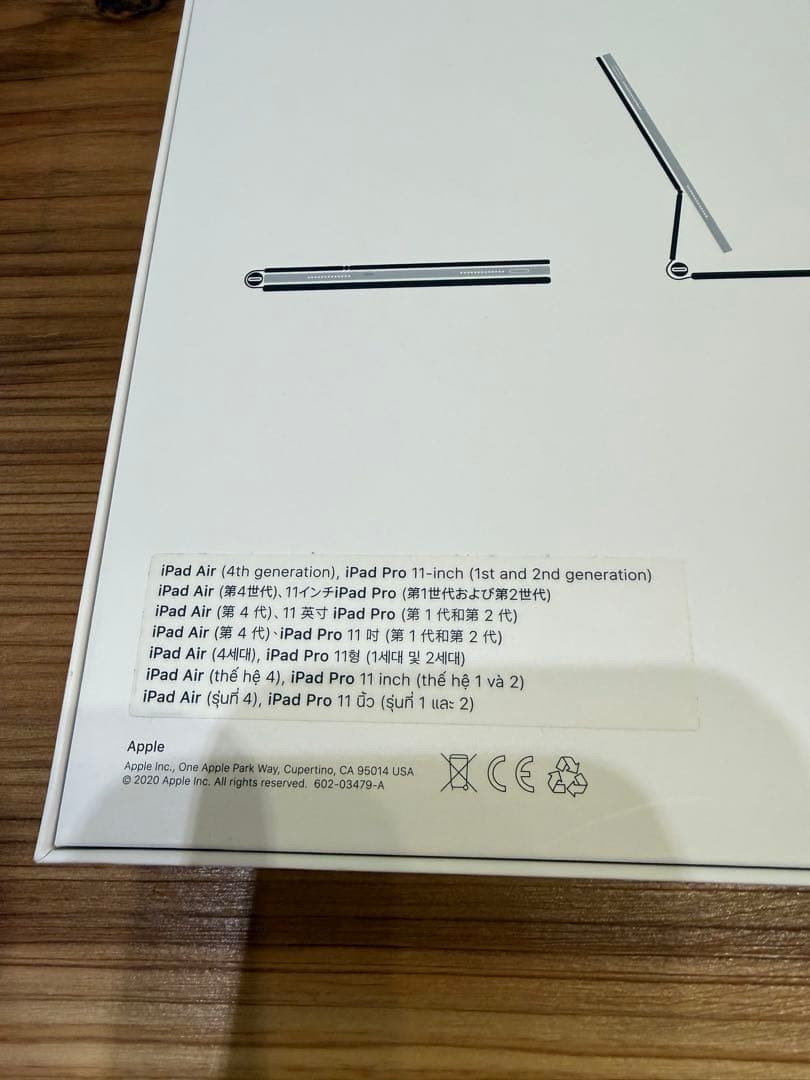 iPad Air (4th generation), iPad Pro 11-inch (1st and 2nd generation)
iPad Air (第4世代)、11インチiPad Pro (第1世代および第2世代)
iPad Air (第 4 代)、11 英寸 iPad Pro (第 1 代和第 2 代)
iPad Air (第 4 代)、iPad Pro 11 吋 (第 1 代和第 2 代)
iPad Air (4세대), iPad Pro 11형 (1세대 및 2세대)
iPad Air (thế hệ 4), iPad Pro 11 inch (thế hệ 1 và 2)
iPad Air (รุ่นที่ 4), iPad Pro 11 นิ้ว (รุ่นที่ 1 และ 2)
Apple
Apple Inc., One Apple Park Way, Cupertino, CA 95014 USA
© 2020 Apple Inc. All rights reserved. 602-03479-A
CE